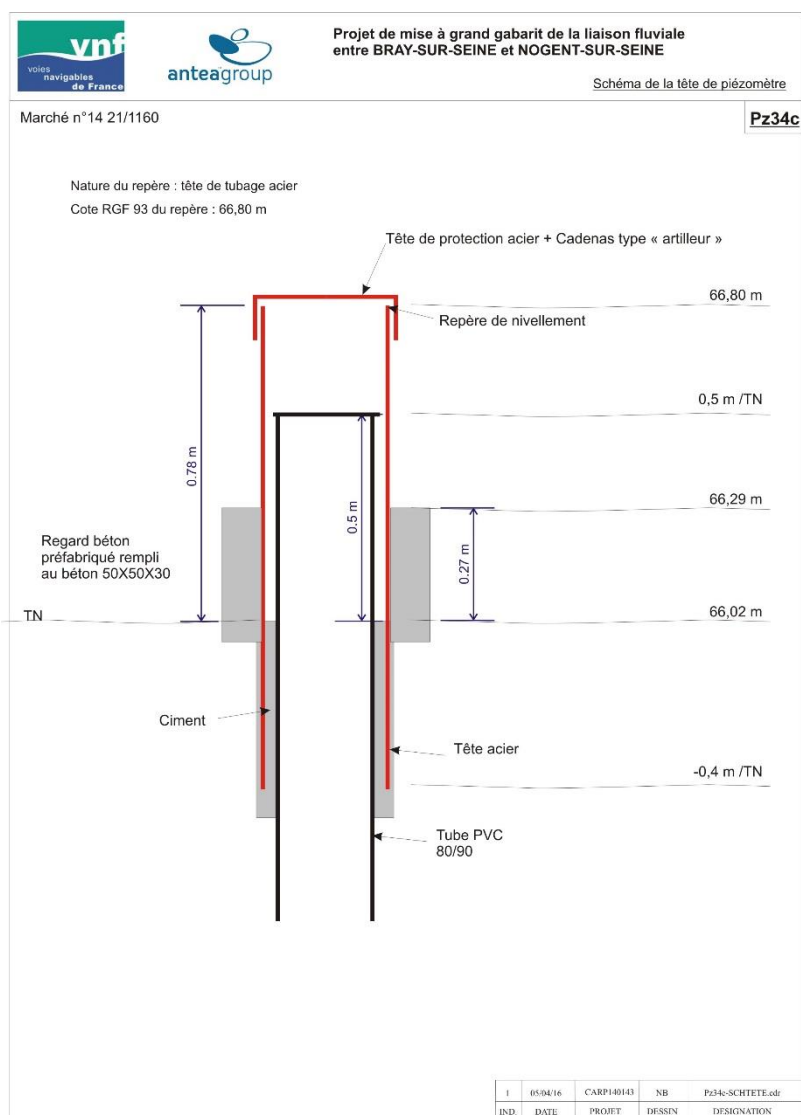 vnf
voies
navigables
de France
anteagroup
Projet de mise à grand gabarit de la liaison fluviale
entre BRAY-SUR-SEINE et NOGENT-SUR-SEINE
Schéma de la tête de piézomètre
Marché n°14 21/1160
Pz34c
Nature du repère : tête de tubage acier
Cote RGF 93 du repère : 66,80 m
Tête de protection acier + Cadenas type « artilleur »
66,80 m
Repère de nivellement
0,5 m /TN
0.78 m
0.5 m
66,29 m
Regard béton
préfabriqué rempli
au béton 50X50X30
0.27 m
TN
66,02 m
Ciment
Tête acier
-0,4 m /TN
Tube PVC
80/90
1 05/04/16 CARP140143 NB Pz34c-SCHTETE.cdr
IND. DATE PROJET DESSIN DESIGNATION